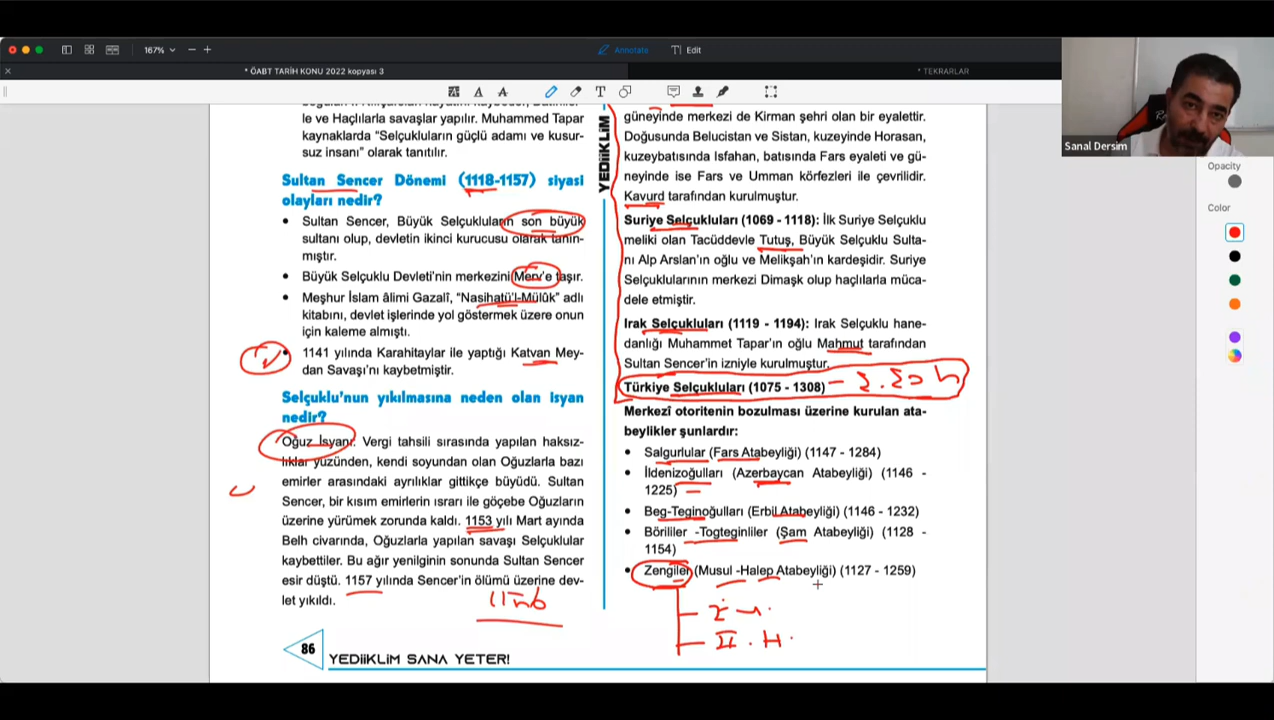 167%
Annotate
Edit
* ÖABT TARİH KONU 2022 kopyası 3
* TEKRARLAR
Sanal Dersim
Opacity
Color
le ve Haçlılarla savaşlar yapılır. Muhammed Tapar
kaynaklarda “Selçukluların güçlü adamı ve kusur-
suz insanı” olarak tanıtılır.
Sultan Sencer Dönemi (1118-1157) siyasi
olayları nedir?
• Sultan Sencer, Büyük Selçukluların son büyük
sultanı olup, devletin ikinci kurucusu olarak tanın-
mıştır.
• Büyük Selçuklu Devleti’nin merkezini Merv’e taşır.
• Meşhur İslam âlimi Gazalî, “Nasihatü’l-Mülûk” adlı
kitabını, devlet işlerinde yol göstermek üzere onun
için kaleme almıştı.
• 1141 yılında Karahitaylar ile yaptığı Katvan Mey-
dan Savaşı’nı kaybetmiştir.
Selçuklu’nun yıkılmasına neden olan isyan
nedir?
Oğuz İsyanı: Vergi tahsili sırasında yapılan haksız-
lıklar yüzünden, kendi soyundan olan Oğuzlarla bazı
emirler arasındaki ayrılıklar gittikçe büyüdü. Sultan
Sencer, bir kısım emirlerin ısrarı ile göçebe Oğuzların
üzerine yürümek zorunda kaldı. 1153 yılı Mart ayında
Belh civarında, Oğuzlarla yapılan savaşı Selçuklular
kaybettiler. Bu ağır yenilginin sonunda Sultan Sencer
esir düştü. 1157 yılında Sencer’in ölümü üzerine dev-
let yıkıldı.
86
YEDiiKLiM SANA YETER!
YEDiiKLiM
güneyinde merkezi de Kirman şehri olan bir eyalettir.
Doğusunda Belucistan ve Sistan, kuzeyinde Horasan,
kuzeybatısında Isfahan, batısında Fars eyaleti ve gü-
neyinde ise Fars ve Umman körfezleri ile çevrilidir.
Kavurd tarafından kurulmuştur.
Suriye Selçukluları (1069 - 1118): İlk Suriye Selçuklu
meliki olan Tacüddevle Tutuş, Büyük Selçuklu Sulta-
nı Alp Arslan’ın oğlu ve Melikşah’ın kardeşidir. Suriye
Selçuklularının merkezi Dimaşk olup haçlılarla müca-
dele etmiştir.
Irak Selçukluları (1119 - 1194): Irak Selçuklu hane-
danlığı Muhammet Tapar’ın oğlu Mahmut tarafından
Sultan Sencer’in izniyle kurulmuştur.
Türkiye Selçukluları (1075 - 1308)
Merkezî otoritenin bozulması üzerine kurulan ata-
beylikler şunlardır:
• Salgurlular (Fars Atabeyliği) (1147 - 1284)
• İldenizoğulları (Azerbaycan Atabeyliği) (1146 -
1225)
• Beg-Teginoğulları (Erbil Atabeyliği) (1146 - 1232)
• Börililer -Togteginliler (Şam Atabeyliği) (1128 -
1154)
• Zengiler (Musul -Halep Atabeyliği) (1127 - 1259)
II. H.